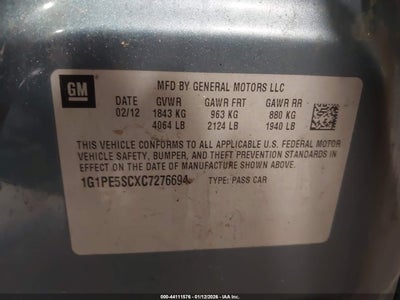 GM
MFD BY GENERAL MOTORS LLC
DATE GVWR GAWR FRT GAWR RR
02/12 1843 KG 963 KG 880 KG
4064 LB 2124 LB 1940 LB
THIS VEHICLE CONFORMS TO ALL APPLICABLE U.S. FEDERAL MOTOR
VEHICLE SAFETY, BUMPER, AND THEFT PREVENTION STANDARDS
IN EFFECT ON THE DATE OF MANUFACTURE SHOWN ABOVE.
1G1PE5SCXC7276694 TYPE: PASS CAR
000-44111576 - 01/12/2026 - IAA Inc.